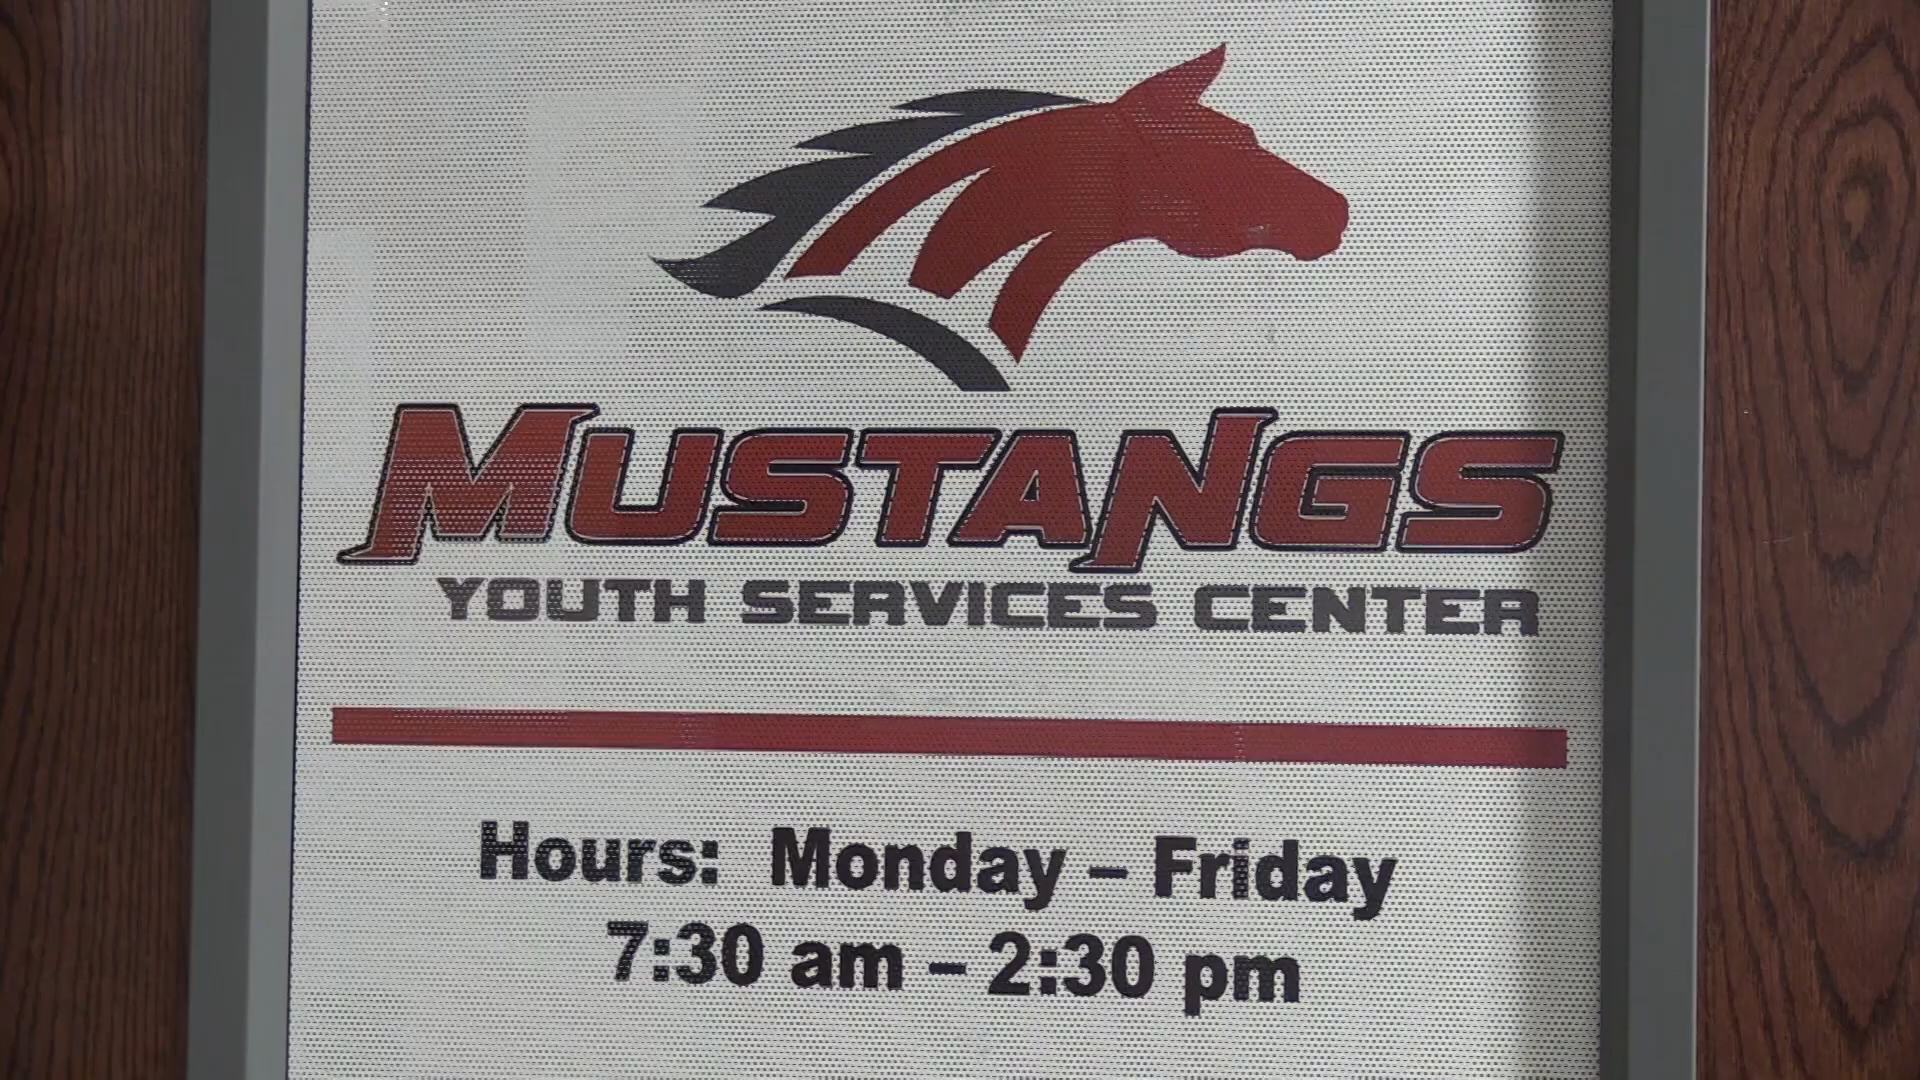 MUSTANGS
YOUTH SERVICES CENTER
Hours: Monday – Friday
7:30 am – 2:30 pm